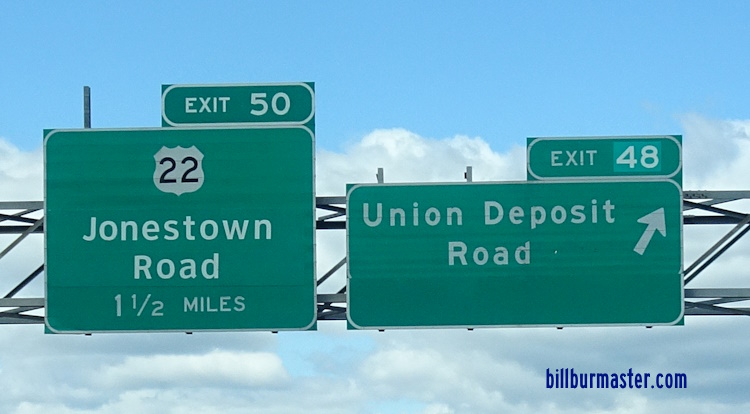 EXIT 50
22
Jonestown
Road
1 1/2 MILES
EXIT 48
Union Deposit
Road
billburmaster.com